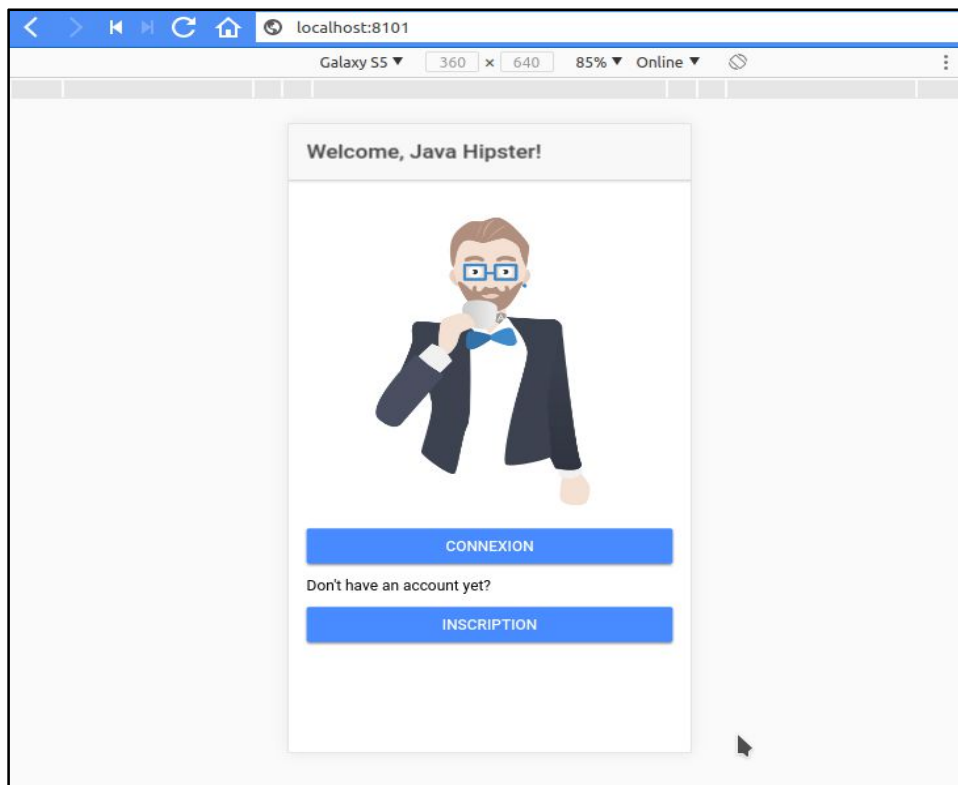 localhost:8101
Galaxy S5 ▼ 360 × 640 85% ▼ Online ▼
Welcome, Java Hipster!
CONNEXION
Don't have an account yet?
INSCRIPTION